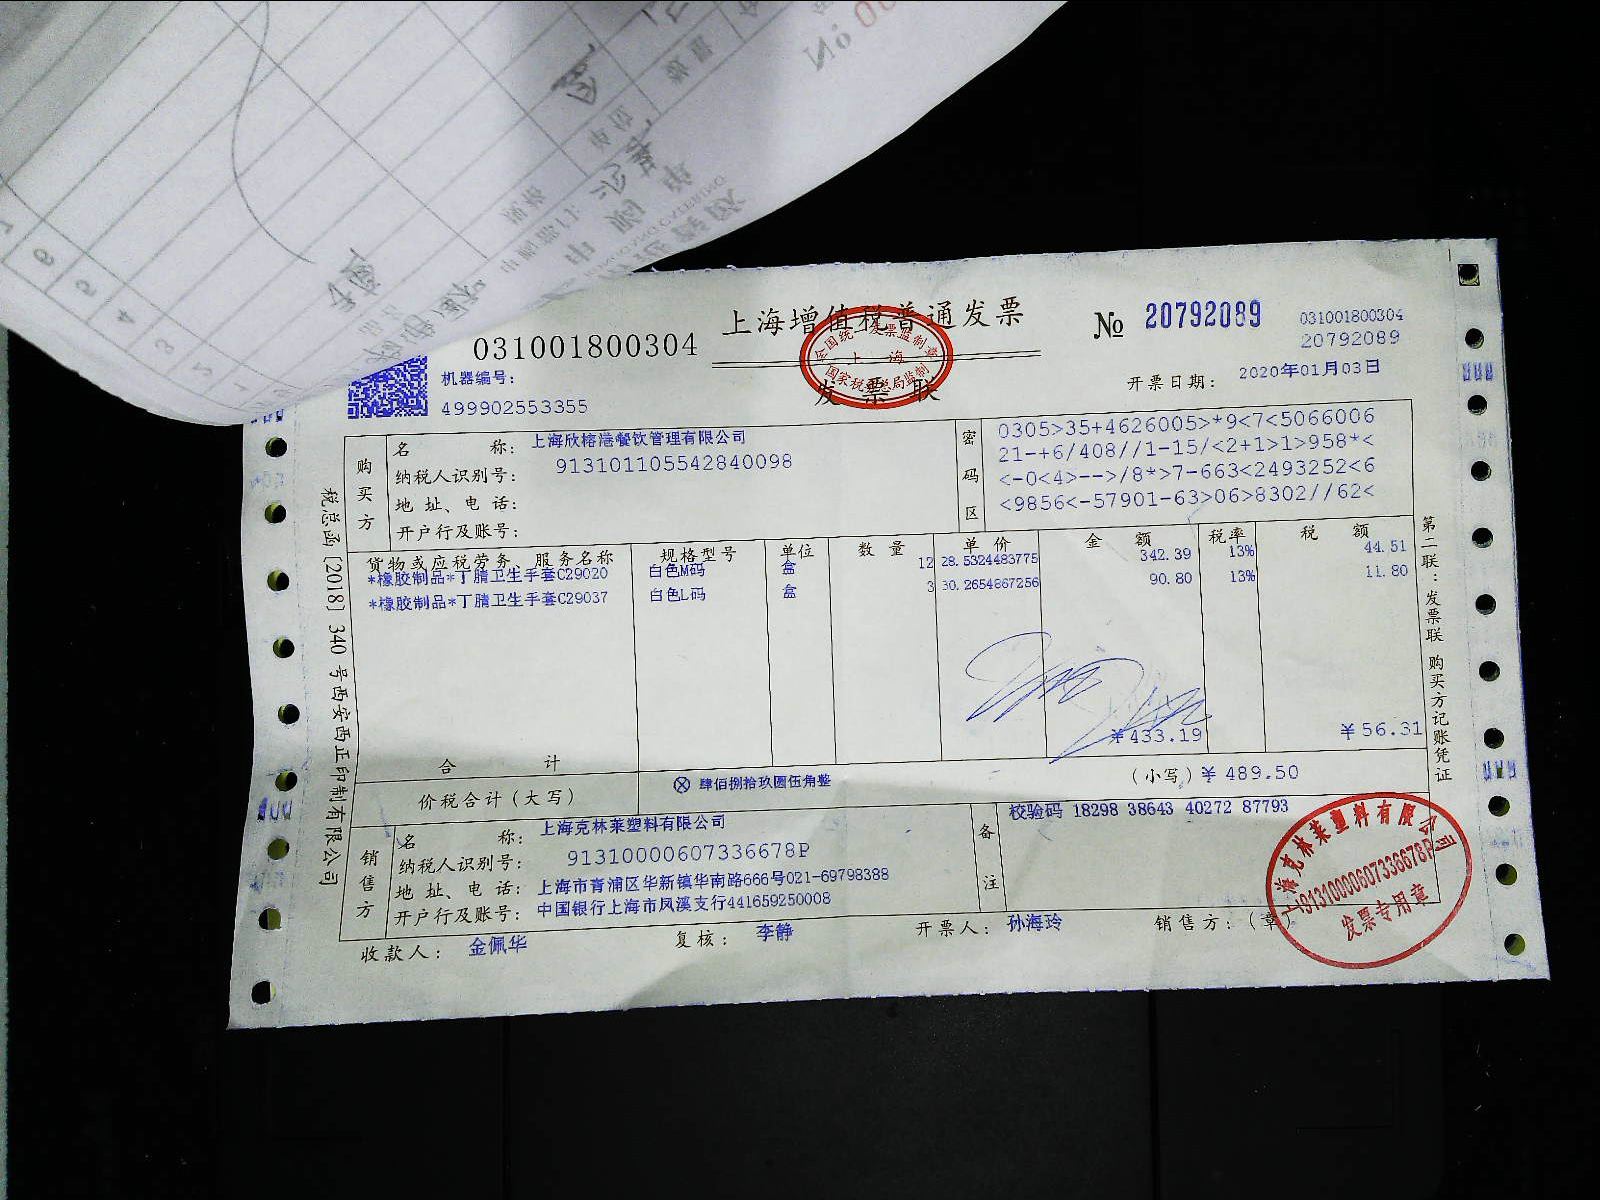 上海增值税普通发票
发票联
全国统一发票监制章
上海
国家税务总局监制
031001800304
№ 20792089
031001800304
20792089
机器编号：
499902553355
开票日期： 2020年01月03日
购买方
名 称： 上海欣榕港餐饮管理有限公司
纳税人识别号： 913101105542840098
地 址、电 话：
开户行及账号：
密码区
0305>35+4626005>*9<7<5066006
21-+6/408//1-15/<2+1>1>958*<
<-0<4>-->/8*>7-663<2493252<6
<9856<-57901-63>06>8302//62<
货物或应税劳务、服务名称 规格型号 单位 数 量 单 价 金 额 税率 税 额
*橡胶制品*丁腈卫生手套C29020 白色M码 盒 12 28.5324483775 342.39 13% 44.51
*橡胶制品*丁腈卫生手套C29037 白色L码 盒 3 30.2654867256 90.80 13% 11.80
合 计 ¥433.19 ¥56.31
价税合计（大写） ⊗肆佰捌拾玖圆伍角整 （小写）¥489.50
销售方
名 称： 上海克林莱塑料有限公司
纳税人识别号： 91310000607336678P
地 址、电 话： 上海市青浦区华新镇华南路666号021-69798388
开户行及账号： 中国银行上海市凤溪支行441659250008
备注
校验码 18298 38643 40272 87793
收款人： 金佩华 复核： 李静 开票人： 孙海玲 销售方：（章）
上海克林莱塑料有限公司
91310000607336678P
发票专用章
税总函〔2018〕340号西安西正印制有限公司
第二联：发票联 购买方记账凭证